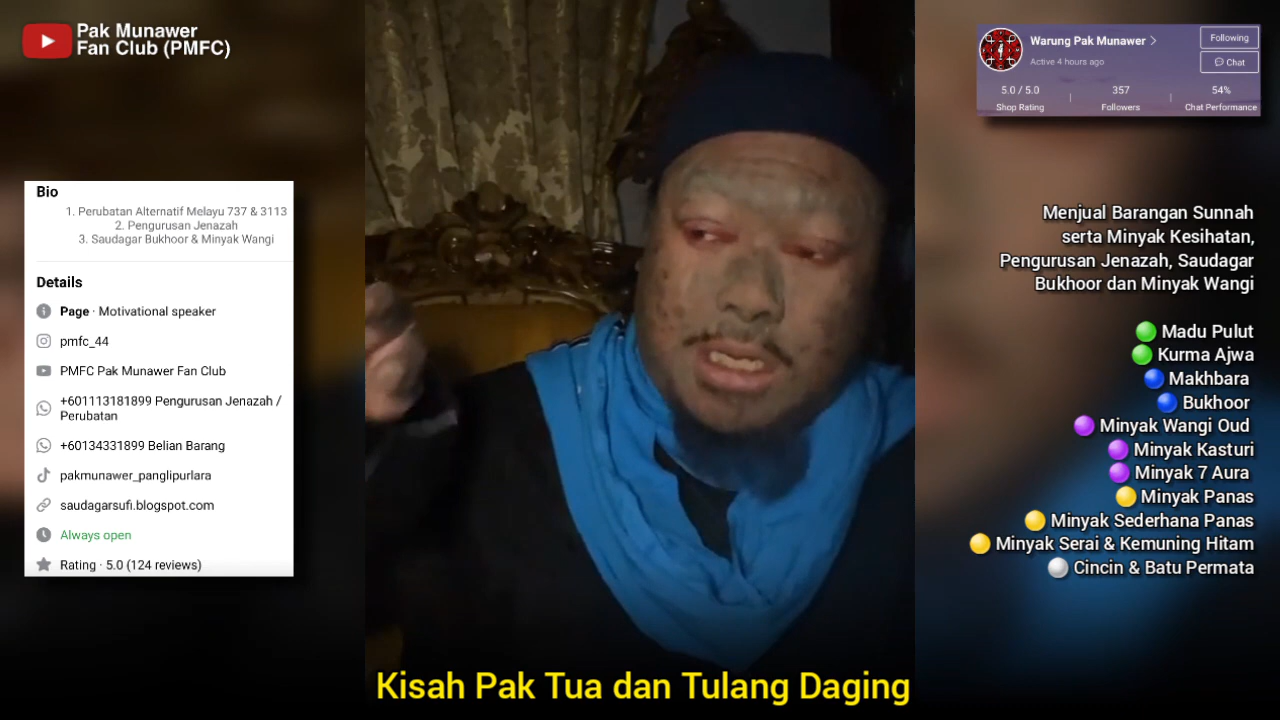 Pak Munawer
Fan Club (PMFC)
Bio
1. Perubatan Alternatif Melayu 737 & 3113
2. Pengurusan Jenazah
3. Saudagar Bukhoor & Minyak Wangi
Details
Page · Motivational speaker
pmfc_44
PMFC Pak Munawer Fan Club
+601113181899 Pengurusan Jenazah /
Perubatan
+60134331899 Belian Barang
pakmunawer_panglipurlara
saudagarsufi.blogspot.com
Always open
Rating · 5.0 (124 reviews)
Kisah Pak Tua dan Tulang Daging
Warung Pak Munawer
Following
Active 4 hours ago
Chat
5.0 / 5.0 357 54%
Shop Rating Followers Chat Performance
Menjual Barangan Sunnah
serta Minyak Kesihatan,
Pengurusan Jenazah, Saudagar
Bukhoor dan Minyak Wangi
Madu Pulut
Kurma Ajwa
Makhbara
Bukhoor
Minyak Wangi Oud
Minyak Kasturi
Minyak 7 Aura
Minyak Panas
Minyak Sederhana Panas
Minyak Serai & Kemuning Hitam
Cincin & Batu Permata